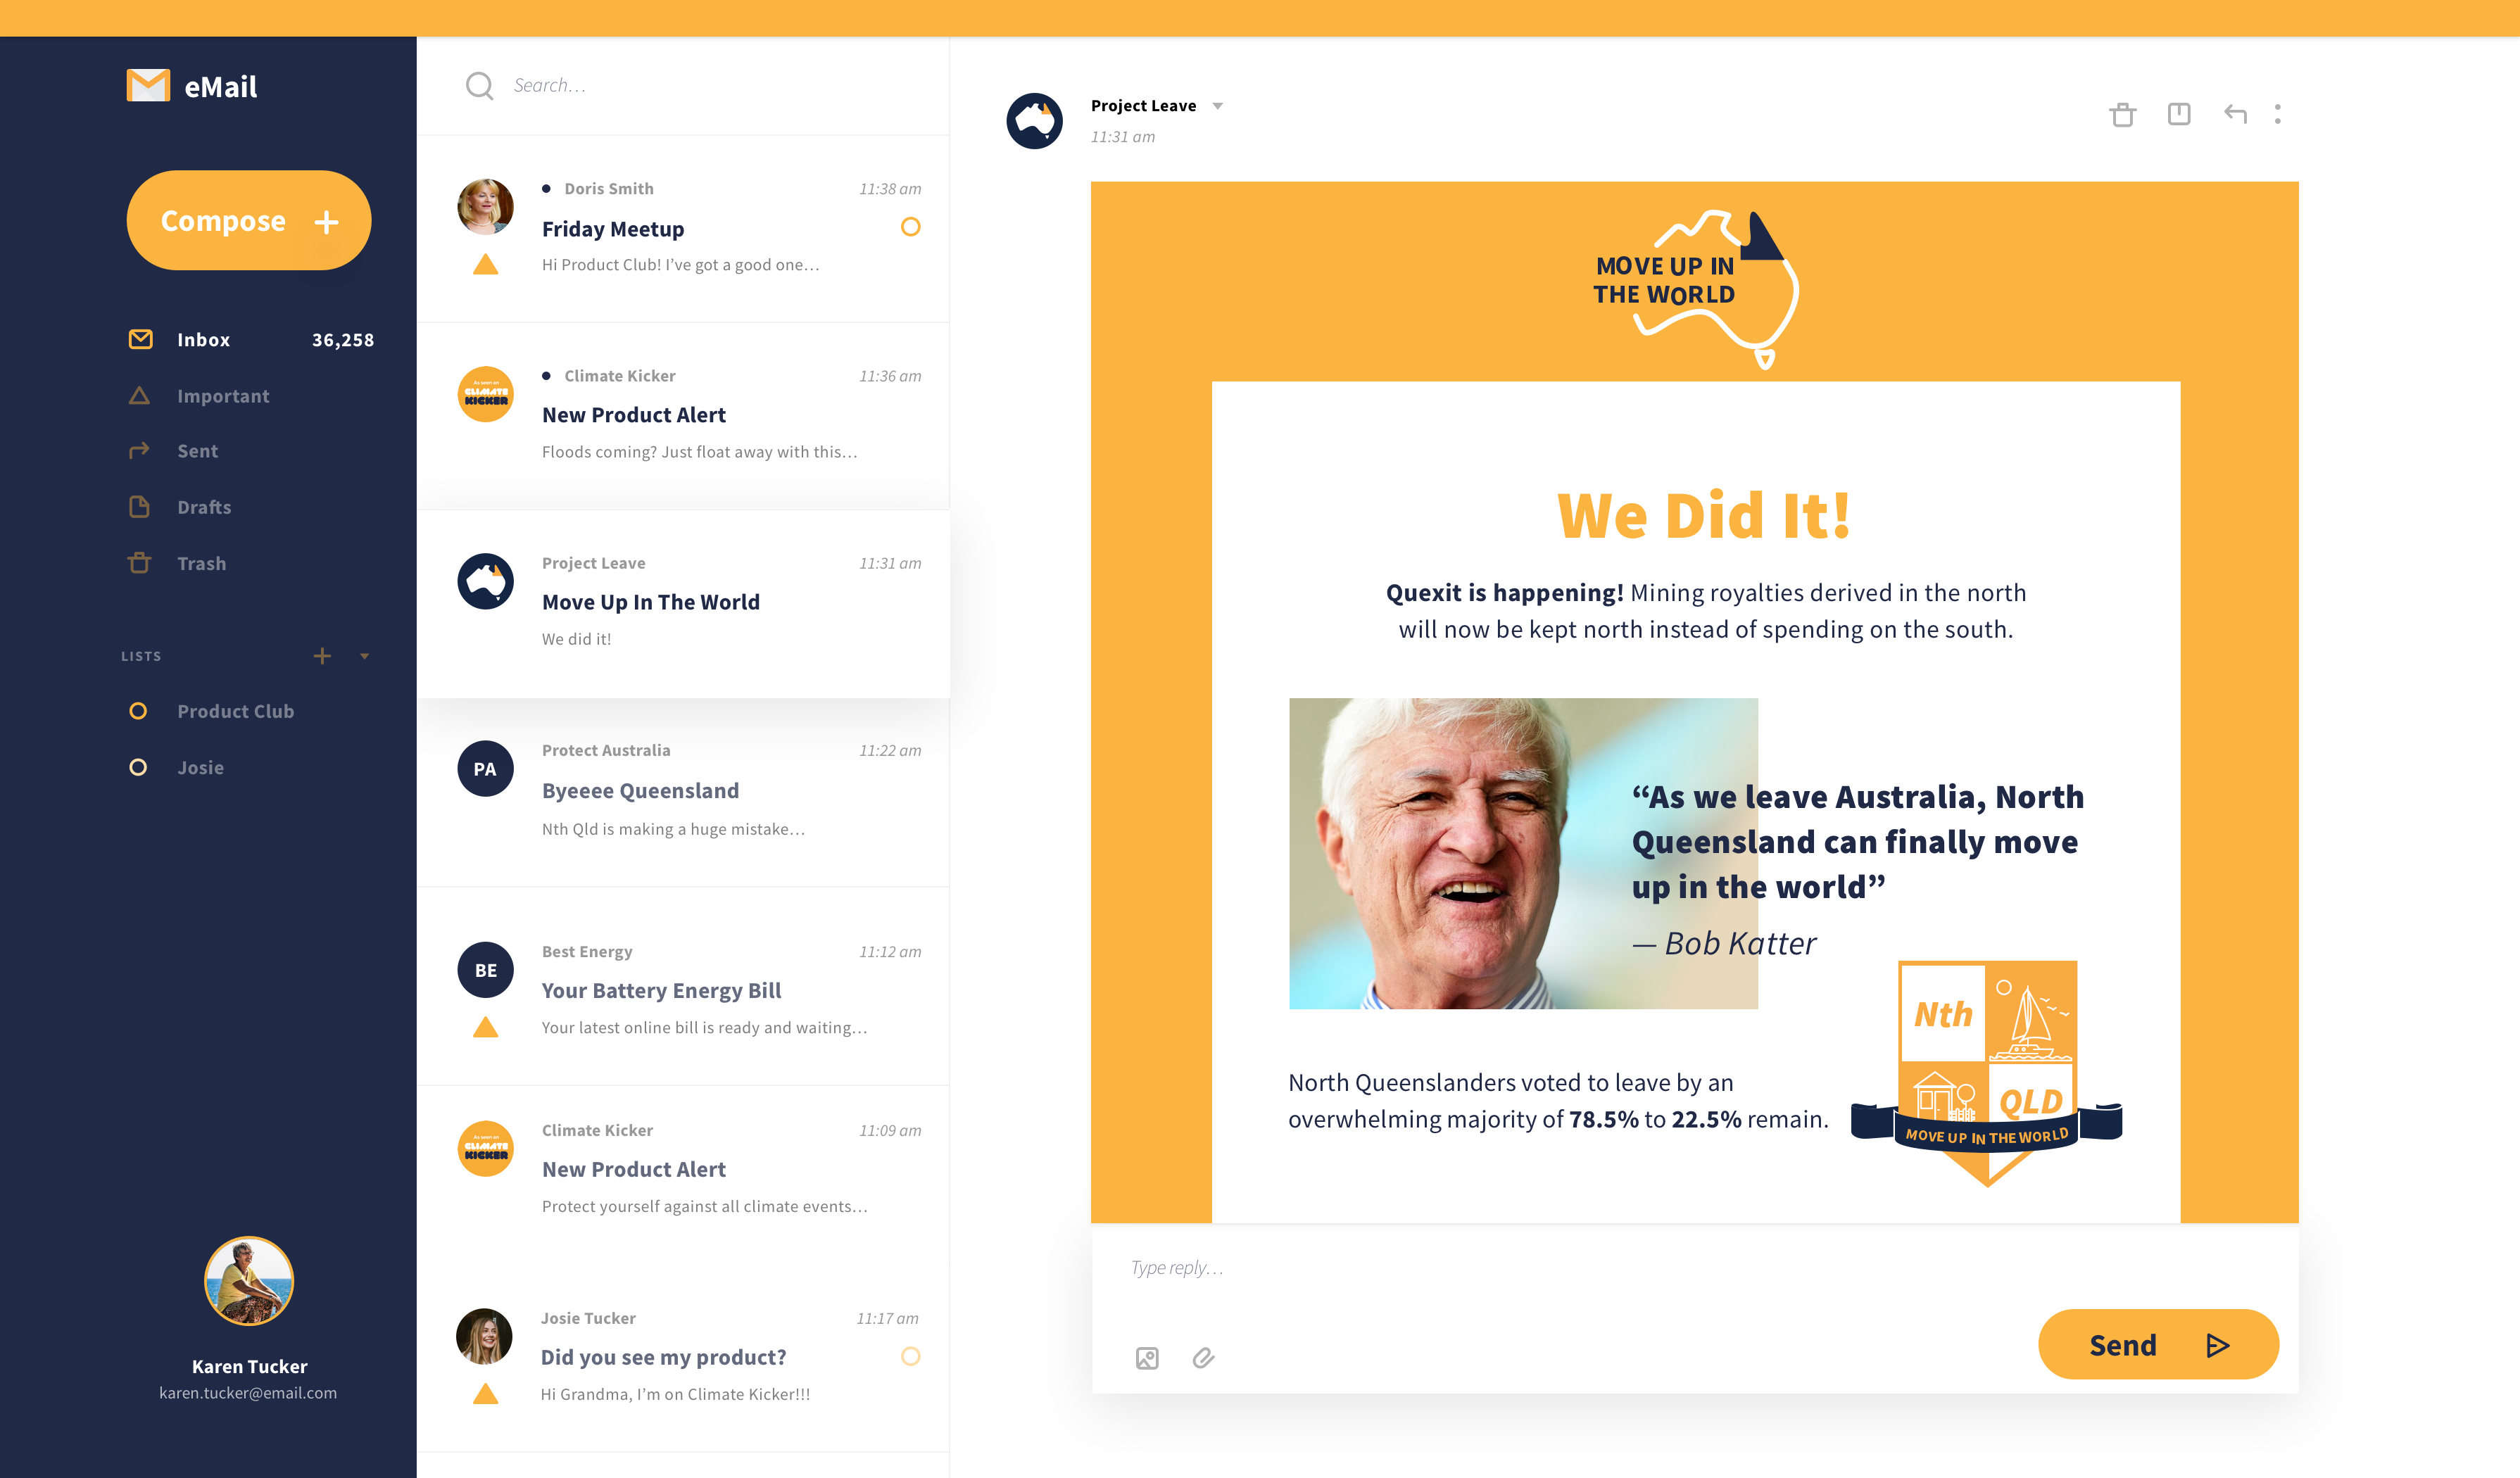 eMail
Compose
Inbox 36,258
Important
Sent
Drafts
Trash
LISTS
Product Club
Josie
Karen Tucker
karen.tucker@email.com
Search...
Doris Smith 11:38 am
Friday Meetup
Hi Product Club! I've got a good one...
As seen on
CLIMATE
KICKER
Climate Kicker 11:36 am
New Product Alert
Floods coming? Just float away with this...
Project Leave 11:31 am
Move Up In The World
We did it!
PA
Protect Australia 11:22 am
Byeeee Queensland
Nth Qld is making a huge mistake...
BE
Best Energy 11:12 am
Your Battery Energy Bill
Your latest online bill is ready and waiting...
As seen on
CLIMATE
KICKER
Climate Kicker 11:09 am
New Product Alert
Protect yourself against all climate events...
Josie Tucker 11:17 am
Did you see my product?
Hi Grandma, I'm on Climate Kicker!!!
Project Leave
11:31 am
MOVE UP IN
THE WORLD
We Did It!
Quexit is happening! Mining royalties derived in the north
will now be kept north instead of spending on the south.
“As we leave Australia, North
Queensland can finally move
up in the world”
— Bob Katter
North Queenslanders voted to leave by an
overwhelming majority of 78.5% to 22.5% remain.
Nth
QLD
MOVE UP IN THE WORLD
Type reply...
Send